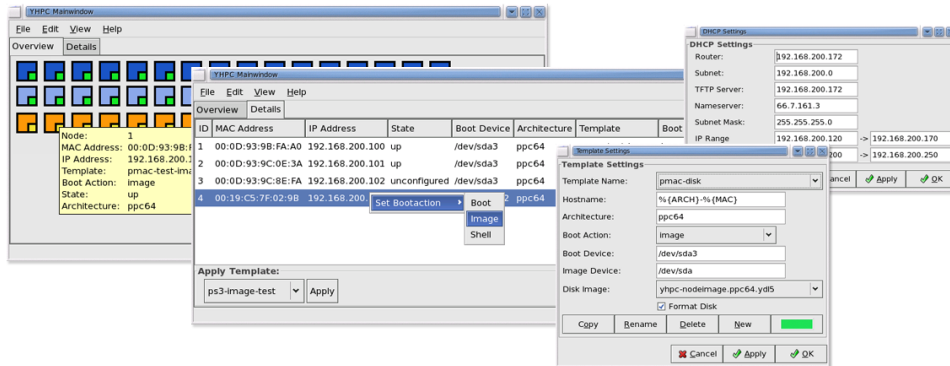 YHPC Mainwindow
File Edit View Help
Overview Details
Node: 1
MAC Address: 00:0D:93:9B:F
IP Address: 192.168.200.1
Template: pmac-test-ima
Boot Action: image
State: up
Architecture: ppc64
YHPC Mainwindow
File Edit View Help
Overview Details
ID MAC Address IP Address State Boot Device Architecture Template Boot
1 00:0D:93:9B:FA:A0 192.168.200.100 up /dev/sda3 ppc64
2 00:0D:93:9C:0E:3A 192.168.200.101 up /dev/sda3 ppc64
3 00:0D:93:9C:8E:FA 192.168.200.102 unconfigured /dev/sda3 ppc64
4 00:19:C5:7F:02:9B 192.168.200. 2 ppc64
Set Bootaction Boot
Image
Shell
Apply Template:
ps3-image-test Apply
DHCP Settings
DHCP Settings
Router: 192.168.200.172
Subnet: 192.168.200.0
TFTP Server: 192.168.200.172
Nameserver: 66.7.161.3
Subnet Mask: 255.255.255.0
IP Range 192.168.200.120 -> 192.168.200.170
200 -> 192.168.200.250
ancel Apply OK
Template Settings
Template Settings
Template Name: pmac-disk
Hostname: %{ARCH}-%{MAC}
Architecture: ppc64
Boot Action: image
Boot Device: /dev/sda3
Image Device: /dev/sda
Disk Image: yhpc-nodeimage.ppc64.ydl5
Format Disk
Copy Rename Delete New
Cancel Apply OK